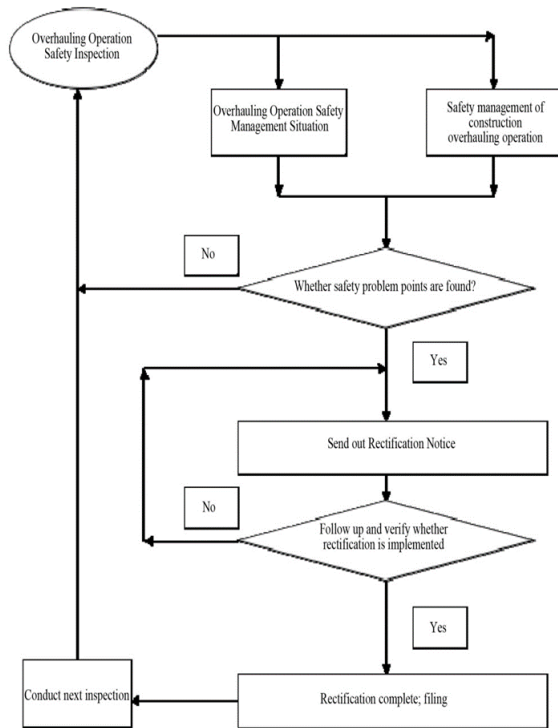 Overhauling Operation
Safety Inspection
Overhauling Operation Safety
Management Situation
Safety management of
construction
overhauling operation
No
Whether safety problem points are found?
Yes
Send out Rectification Notice
No
Follow up and verify whether
rectification is implemented
Yes
Conduct next inspection
Rectification complete; filing